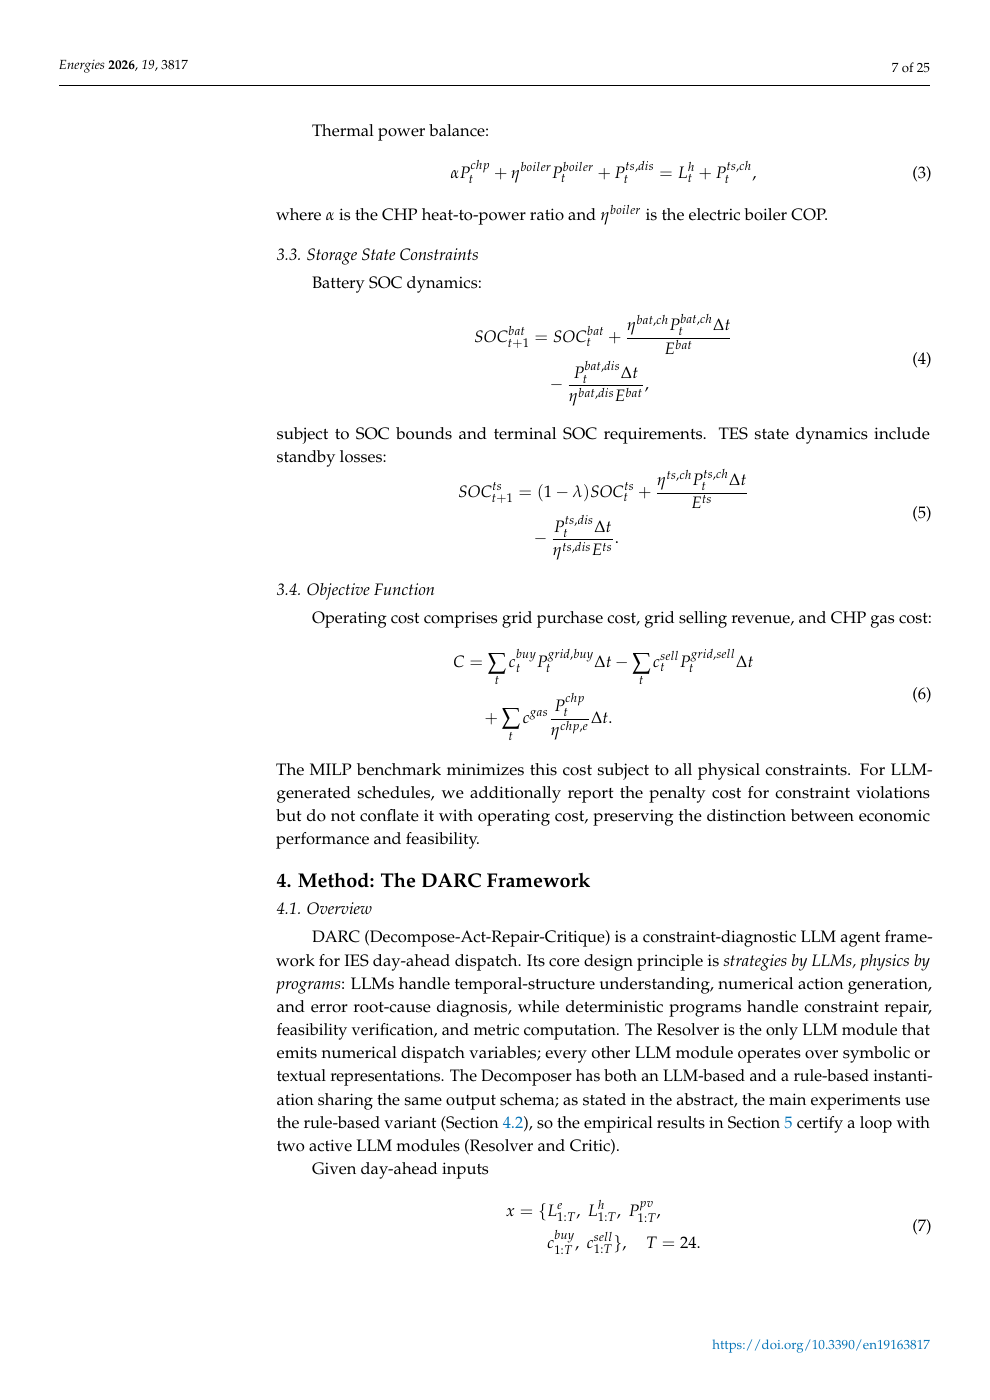 Energies 2026, 19, 3817
7 of 25
Thermal power balance:
αP_t^{chp} + η^{boiler}P_t^{boiler} + P_t^{ts,dis} = L_t^h + P_t^{ts,ch}, (3)
where α is the CHP heat-to-power ratio and η^{boiler} is the electric boiler COP.
3.3. Storage State Constraints
Battery SOC dynamics:
SOC_{t+1}^{bat} = SOC_t^{bat} + \frac{η^{bat,ch}P_t^{bat,ch}Δt}{E^{bat}}
− \frac{P_t^{bat,dis}Δt}{η^{bat,dis}E^{bat}}, (4)
subject to SOC bounds and terminal SOC requirements. TES state dynamics include
standby losses:
SOC_{t+1}^{ts} = (1 − λ)SOC_t^{ts} + \frac{η^{ts,ch}P_t^{ts,ch}Δt}{E^{ts}}
− \frac{P_t^{ts,dis}Δt}{η^{ts,dis}E^{ts}}. (5)
3.4. Objective Function
Operating cost comprises grid purchase cost, grid selling revenue, and CHP gas cost:
C = ∑_t c_t^{buy}P_t^{grid,buy}Δt − ∑_t c_t^{sell}P_t^{grid,sell}Δt
+ ∑_t c^{gas}\frac{P_t^{chp}}{η^{chp,e}}Δt. (6)
The MILP benchmark minimizes this cost subject to all physical constraints. For LLM-
generated schedules, we additionally report the penalty cost for constraint violations
but do not conflate it with operating cost, preserving the distinction between economic
performance and feasibility.
4. Method: The DARC Framework
4.1. Overview
DARC (Decompose-Act-Repair-Critique) is a constraint-diagnostic LLM agent frame-
work for IES day-ahead dispatch. Its core design principle is strategies by LLMs, physics by
programs: LLMs handle temporal-structure understanding, numerical action generation,
and error root-cause diagnosis, while deterministic programs handle constraint repair,
feasibility verification, and metric computation. The Resolver is the only LLM module that
emits numerical dispatch variables; every other LLM module operates over symbolic or
textual representations. The Decomposer has both an LLM-based and a rule-based instanti-
ation sharing the same output schema; as stated in the abstract, the main experiments use
the rule-based variant (Section 4.2), so the empirical results in Section 5 certify a loop with
two active LLM modules (Resolver and Critic).
Given day-ahead inputs
x = {L_{1:T}^e, L_{1:T}^h, P_{1:T}^{pv},
c_{1:T}^{buy}, c_{1:T}^{sell}}, T = 24. (7)
https://doi.org/10.3390/en19163817